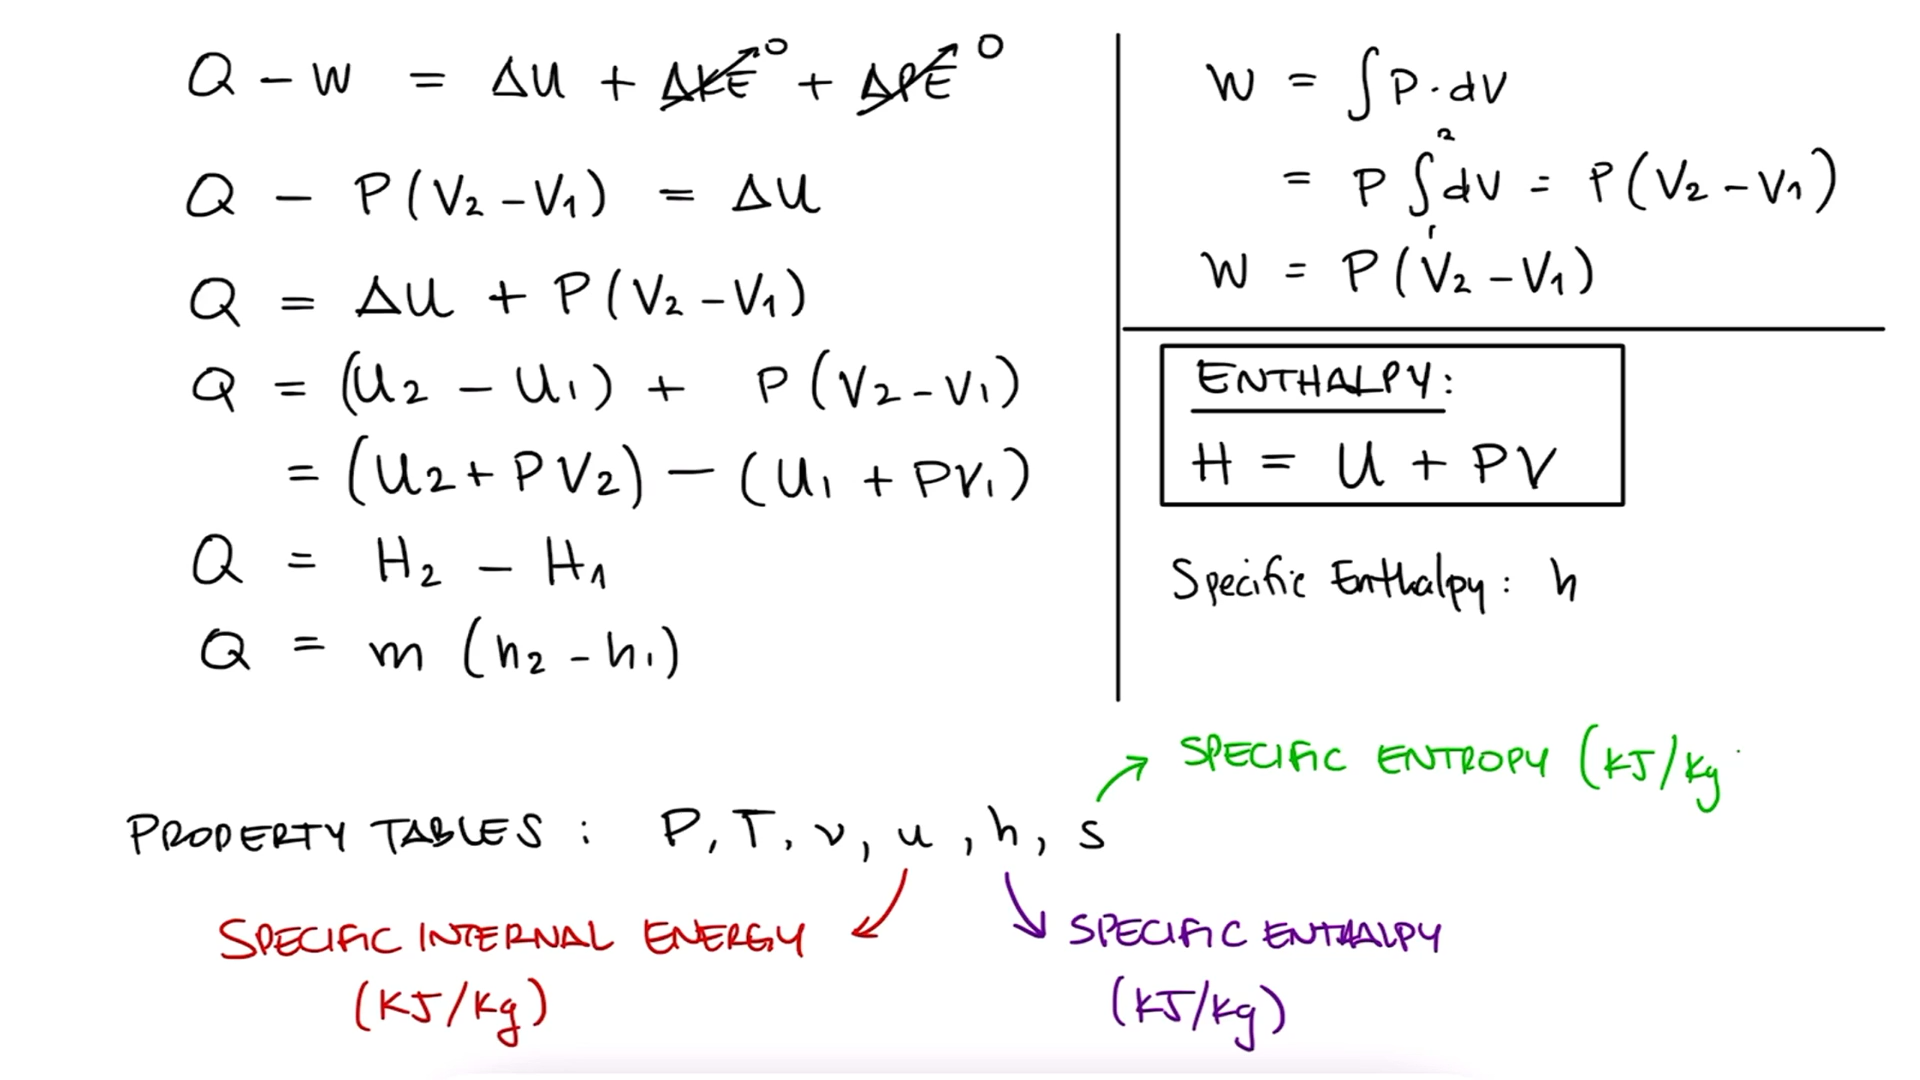 Q - W = ΔU + ΔKE⁰ + ΔPE⁰
Q - P(V₂ - V₁) = ΔU
Q = ΔU + P(V₂ - V₁)
Q = (U₂ - U₁) + P(V₂ - V₁)
= (U₂ + PV₂) - (U₁ + PV₁)
Q = H₂ - H₁
Q = m (h₂ - h₁)
W = ∫P·dV
= P ∫₁² dV = P(V₂ - V₁)
W = P(V₂ - V₁)
ENTHALPY:
H = U + PV
Specific Enthalpy: h
SPECIFIC ENTROPY (KJ/Kg ·
PROPERTY TABLES : P, T, v, u, h, s
SPECIFIC INTERNAL ENERGY
(KJ/Kg)
SPECIFIC ENTHALPY
(KJ/Kg)